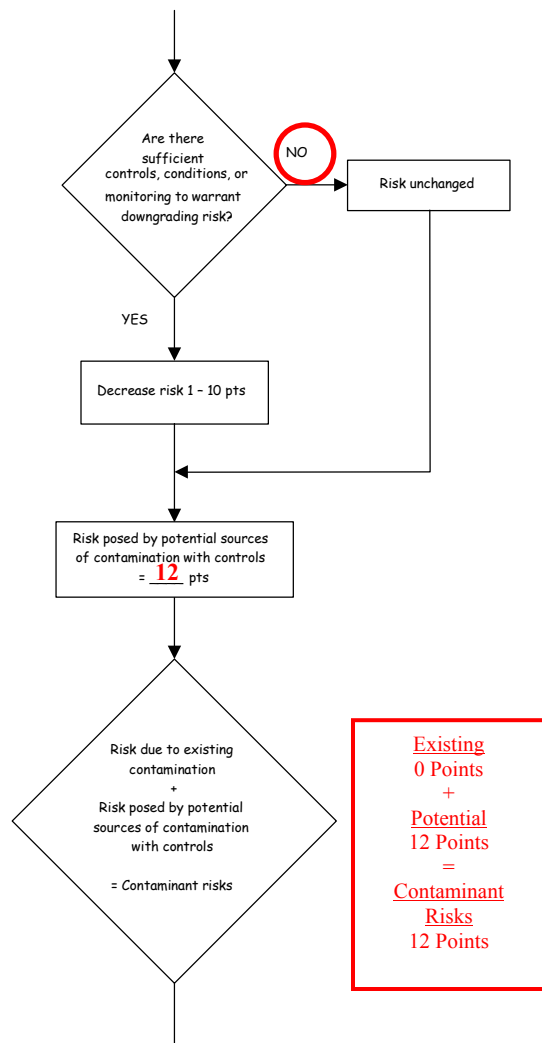 Are there
sufficient
controls, conditions, or
monitoring to warrant
downgrading risk?
NO
Risk unchanged
YES
Decrease risk 1 – 10 pts
Risk posed by potential sources
of contamination with controls
= 12 pts
Risk due to existing
contamination
+
Risk posed by potential
sources of contamination
with controls
= Contaminant risks
Existing
0 Points
+
Potential
12 Points
=
Contaminant
Risks
12 Points